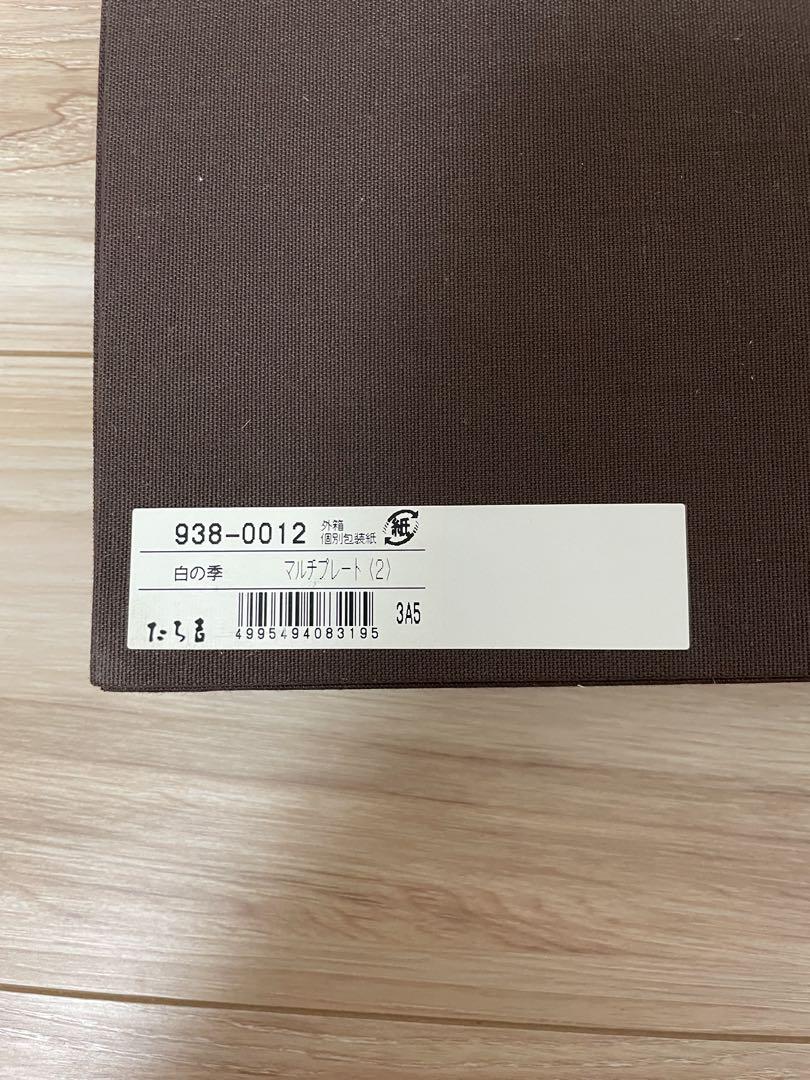 938-0012 外箱 紙
個別包装紙
白の季 マルチプレート(2)
たち吉 4995494083195 3A5